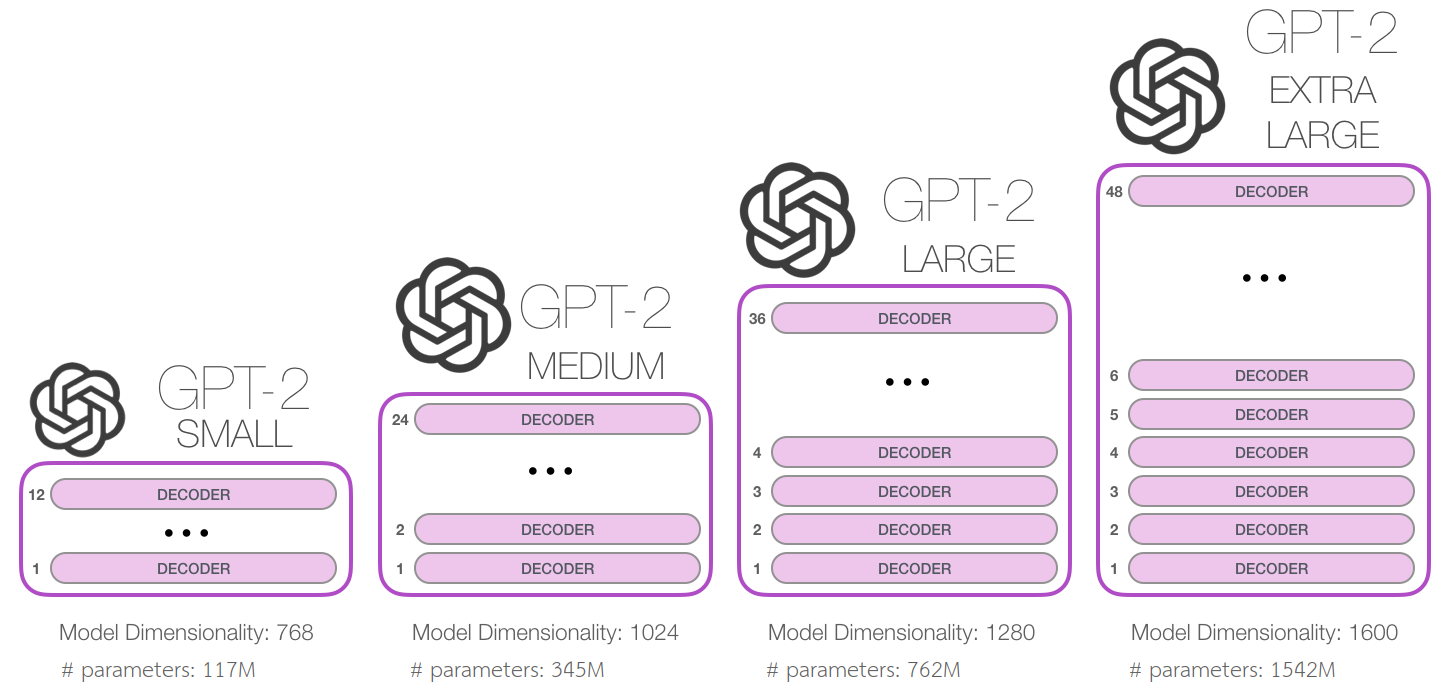 GPT-2
SMALL
12 DECODER
...
1 DECODER
Model Dimensionality: 768
# parameters: 117M
GPT-2
MEDIUM
24 DECODER
...
2 DECODER
1 DECODER
Model Dimensionality: 1024
# parameters: 345M
GPT-2
LARGE
36 DECODER
...
4 DECODER
3 DECODER
2 DECODER
1 DECODER
Model Dimensionality: 1280
# parameters: 762M
GPT-2
EXTRA
LARGE
48 DECODER
...
6 DECODER
5 DECODER
4 DECODER
3 DECODER
2 DECODER
1 DECODER
Model Dimensionality: 1600
# parameters: 1542M